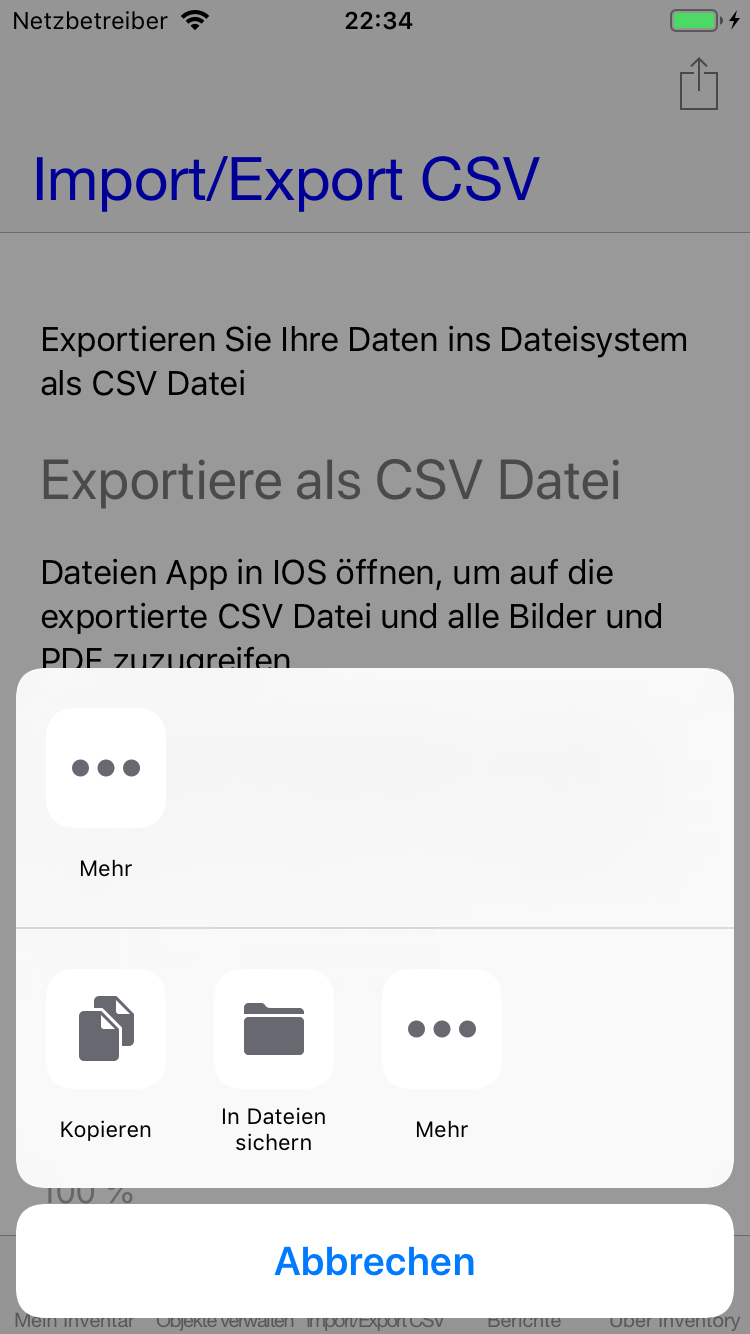 Netzbetreiber 22:34
Import/Export CSV
Exportieren Sie Ihre Daten ins Dateisystem
als CSV Datei
Exportiere als CSV Datei
Dateien App in IOS öffnen, um auf die
exportierte CSV Datei und alle Bilder und
PDF zuzugreifen
Mehr
Kopieren
In Dateien
sichern
Mehr
100 %
Abbrechen
Mein Inventar Objekte verwalten Import/Export CSV Berichte Über Inventory